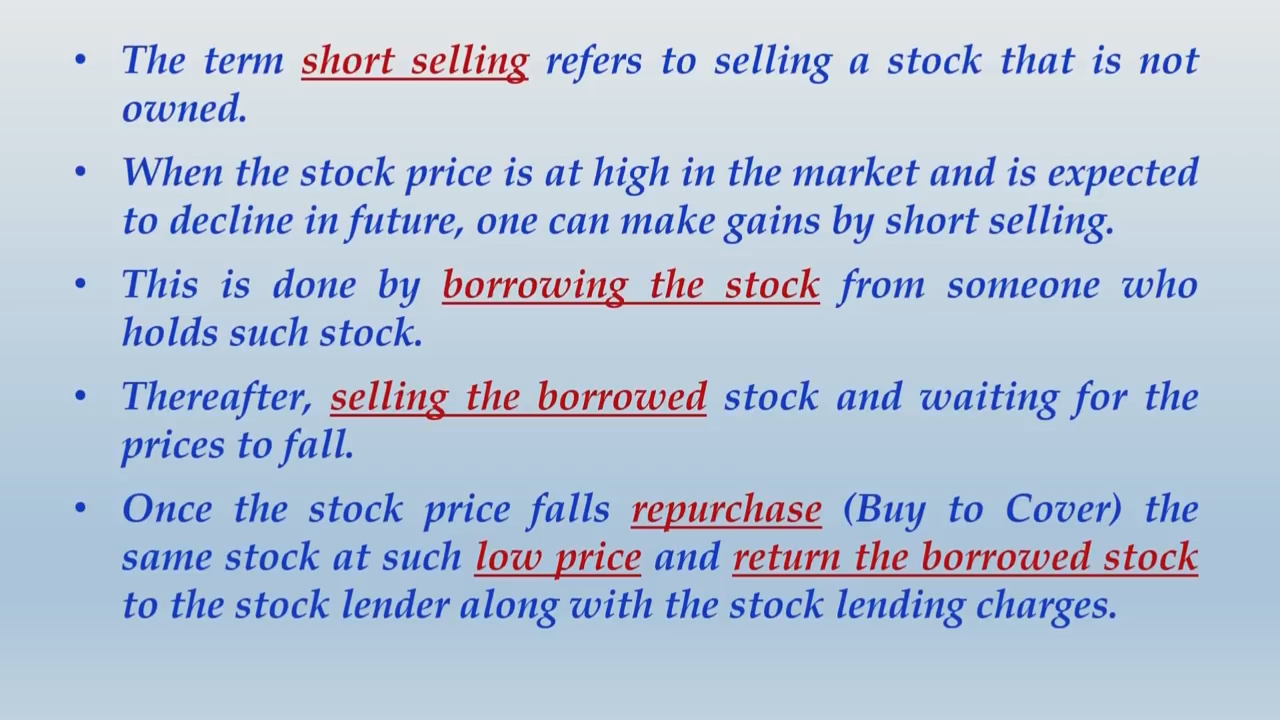 • The term short selling refers to selling a stock that is not
owned.
• When the stock price is at high in the market and is expected
to decline in future, one can make gains by short selling.
• This is done by borrowing the stock from someone who
holds such stock.
• Thereafter, selling the borrowed stock and waiting for the
prices to fall.
• Once the stock price falls repurchase (Buy to Cover) the
same stock at such low price and return the borrowed stock
to the stock lender along with the stock lending charges.